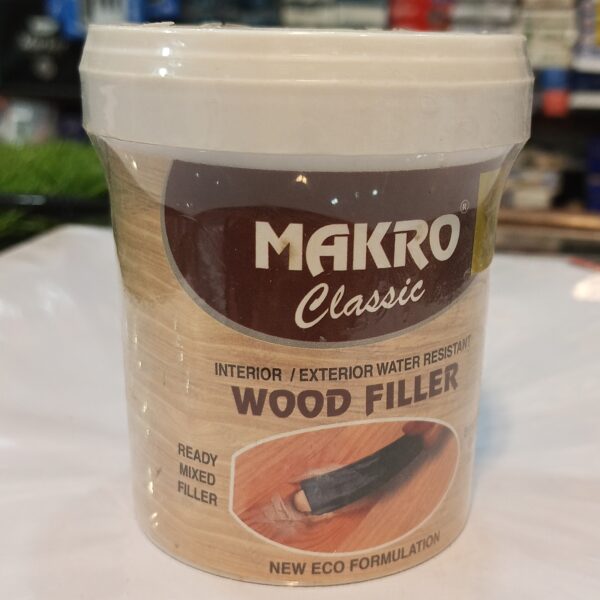 MAKRO®
Classic
INTERIOR / EXTERIOR WATER RESISTANT
WOOD FILLER
READY
MIXED
FILLER
NEW ECO FORMULATION